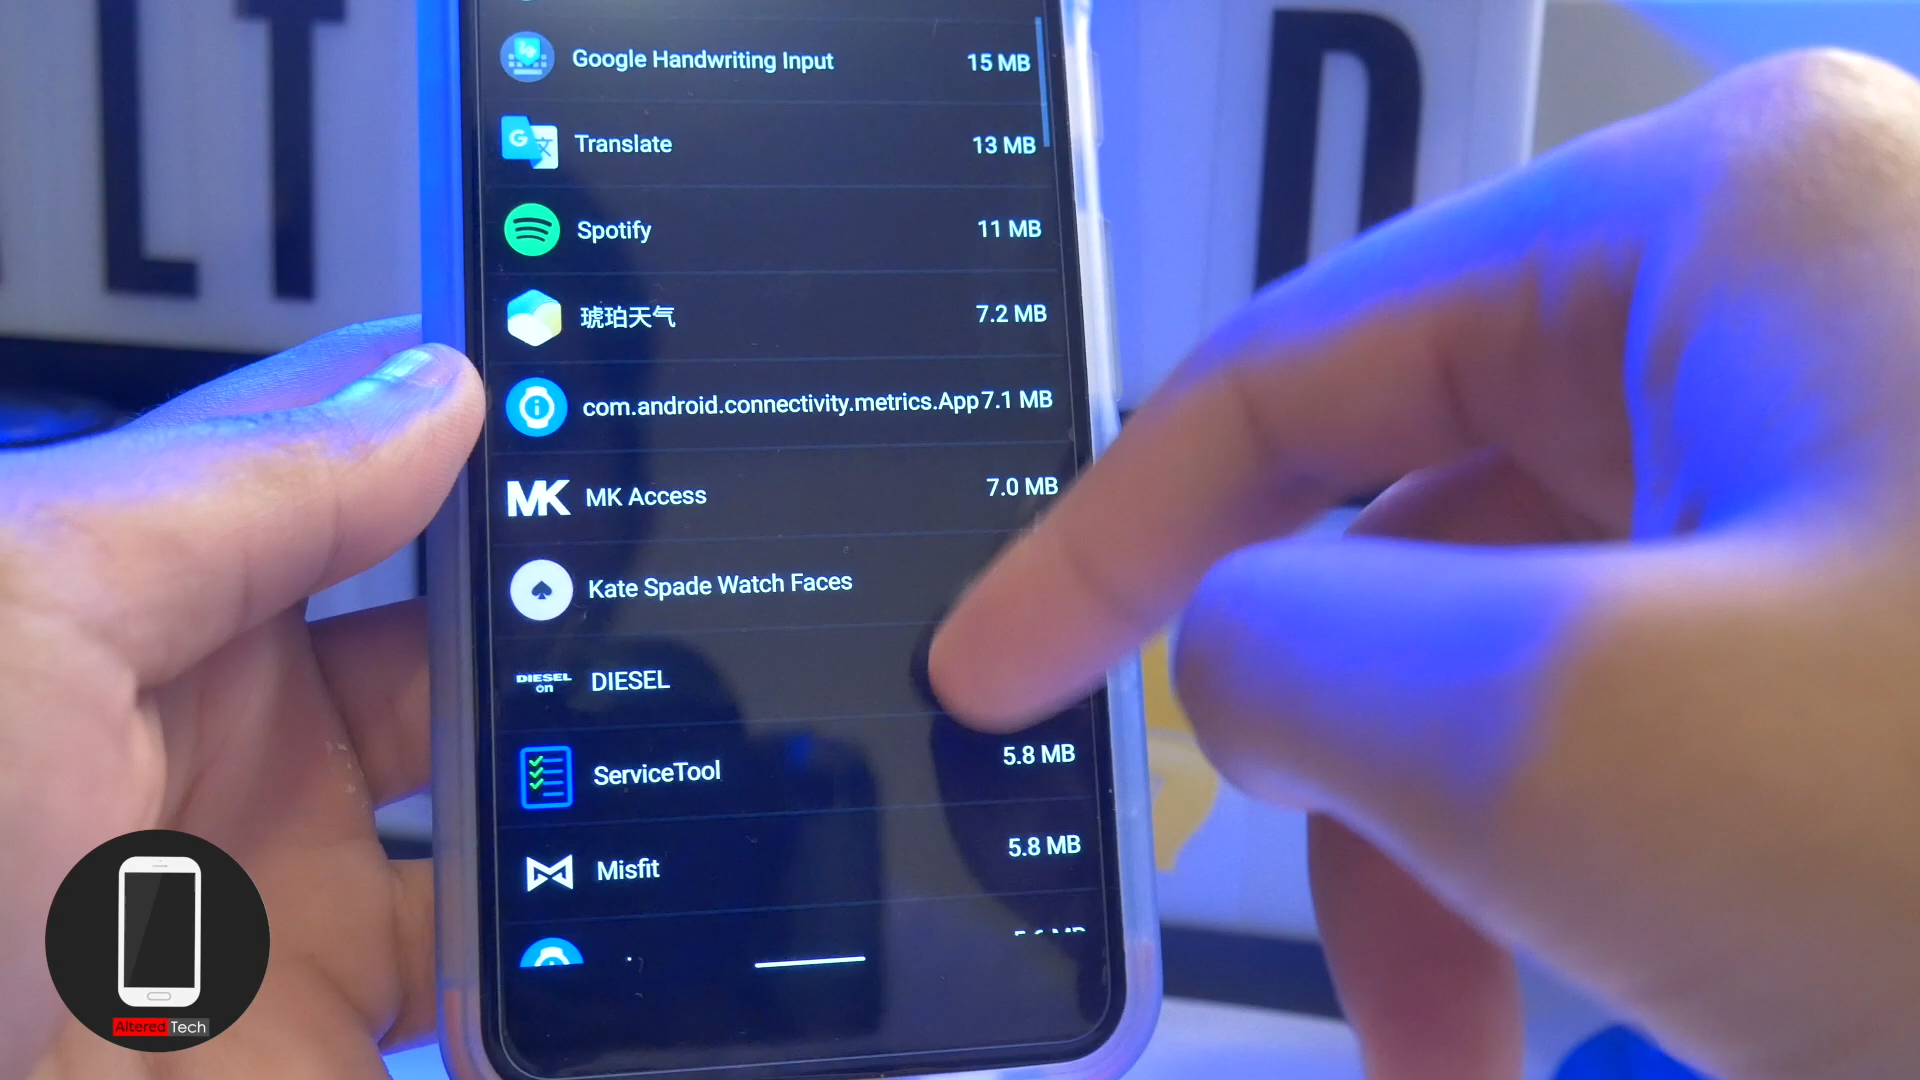 LT
D
Google Handwriting Input 15 MB
Translate 13 MB
Spotify 11 MB
琥珀天气 7.2 MB
com.android.connectivity.metrics.App 7.1 MB
MK MK Access 7.0 MB
Kate Spade Watch Faces
DIESEL on DIESEL
ServiceTool 5.8 MB
Misfit 5.8 MB
Altered Tech